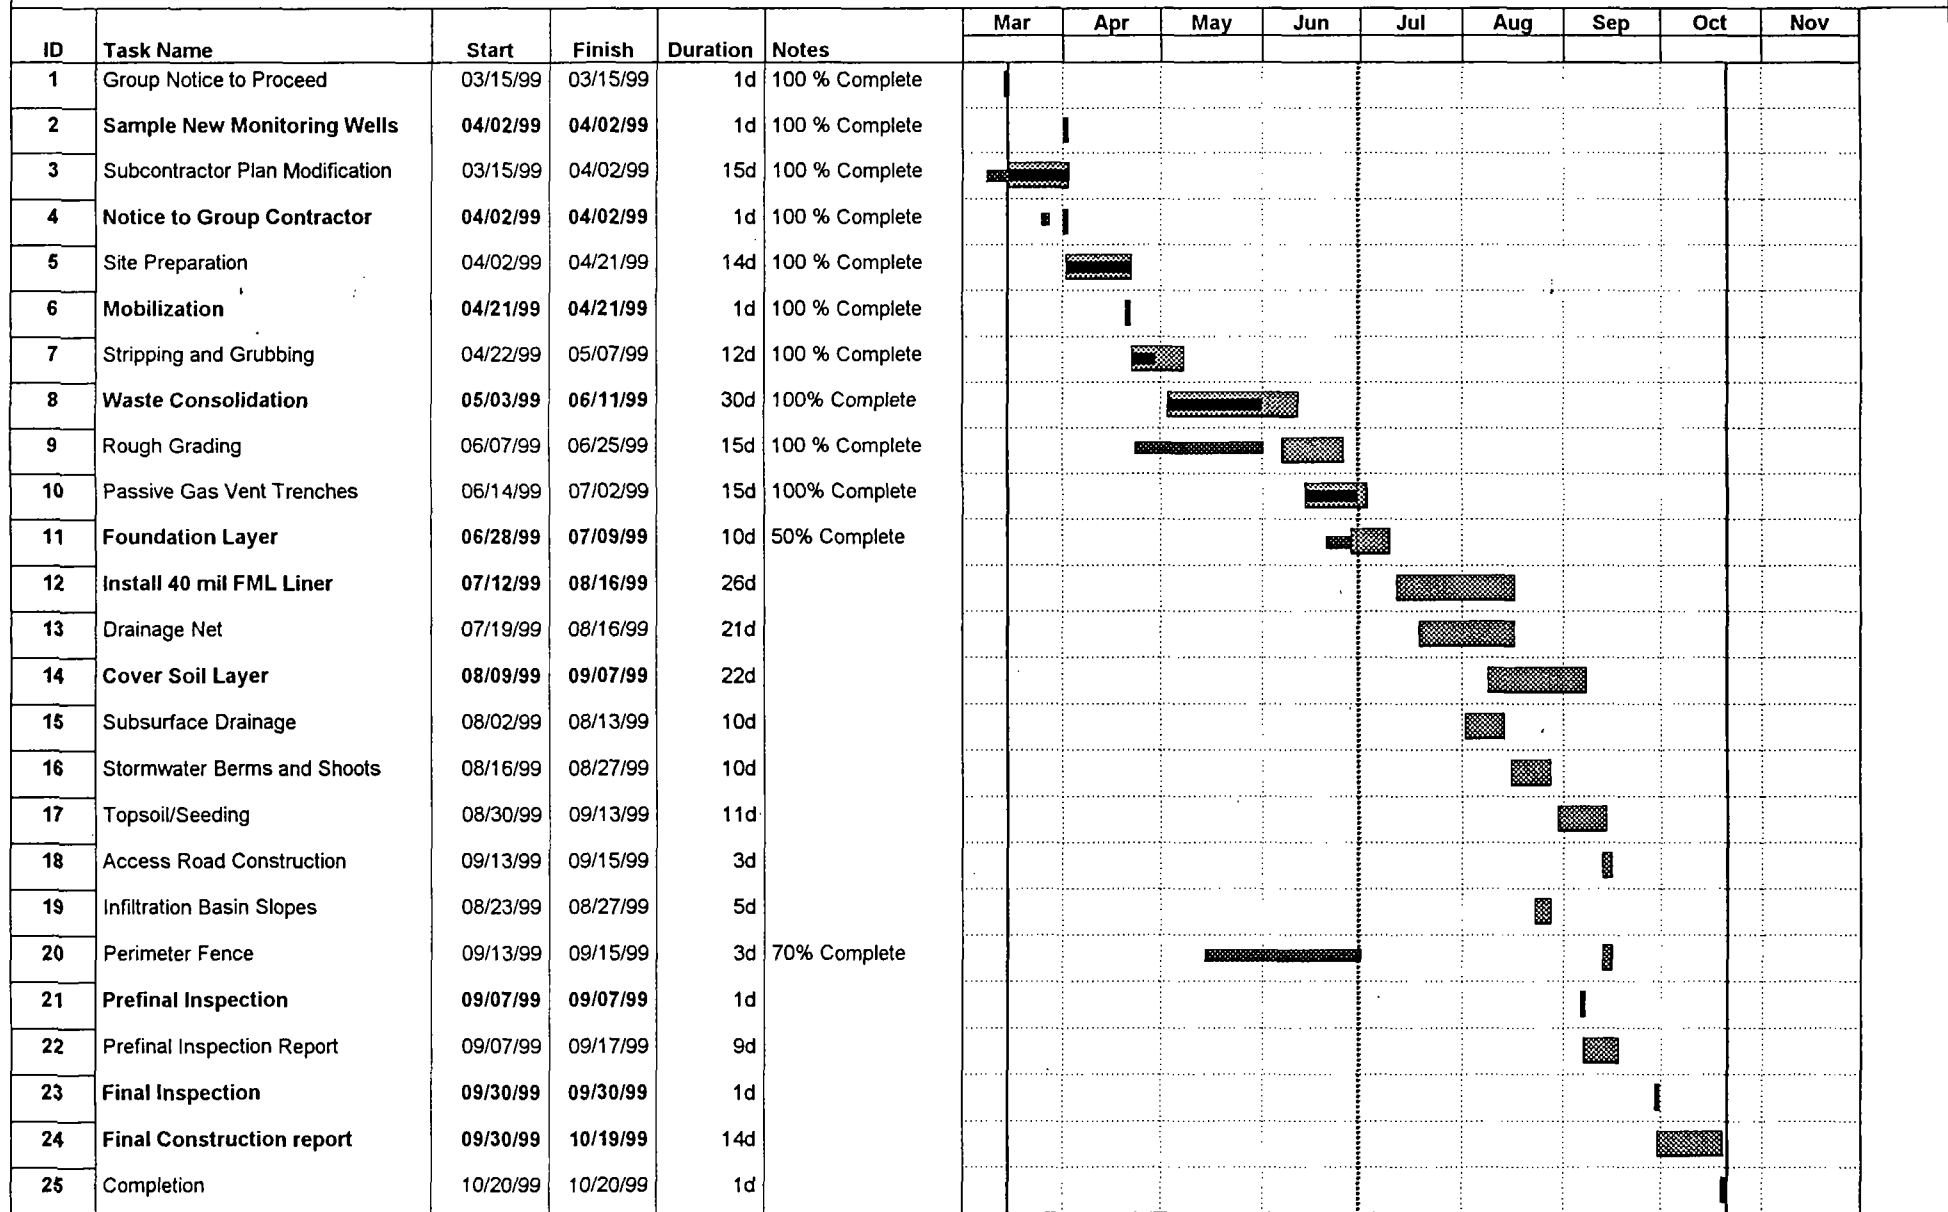 Mar Apr May Jun Jul Aug Sep Oct Nov
ID Task Name Start Finish Duration Notes
1 Group Notice to Proceed 03/15/99 03/15/99 1d 100 % Complete
2 Sample New Monitoring Wells 04/02/99 04/02/99 1d 100 % Complete
3 Subcontractor Plan Modification 03/15/99 04/02/99 15d 100 % Complete
4 Notice to Group Contractor 04/02/99 04/02/99 1d 100 % Complete
5 Site Preparation 04/02/99 04/21/99 14d 100 % Complete
6 Mobilization 04/21/99 04/21/99 1d 100 % Complete
7 Stripping and Grubbing 04/22/99 05/07/99 12d 100 % Complete
8 Waste Consolidation 05/03/99 06/11/99 30d 100% Complete
9 Rough Grading 06/07/99 06/25/99 15d 100 % Complete
10 Passive Gas Vent Trenches 06/14/99 07/02/99 15d 100% Complete
11 Foundation Layer 06/28/99 07/09/99 10d 50% Complete
12 Install 40 mil FML Liner 07/12/99 08/16/99 26d
13 Drainage Net 07/19/99 08/16/99 21d
14 Cover Soil Layer 08/09/99 09/07/99 22d
15 Subsurface Drainage 08/02/99 08/13/99 10d
16 Stormwater Berms and Shoots 08/16/99 08/27/99 10d
17 Topsoil/Seeding 08/30/99 09/13/99 11d
18 Access Road Construction 09/13/99 09/15/99 3d
19 Infiltration Basin Slopes 08/23/99 08/27/99 5d
20 Perimeter Fence 09/13/99 09/15/99 3d 70% Complete
21 Prefinal Inspection 09/07/99 09/07/99 1d
22 Prefinal Inspection Report 09/07/99 09/17/99 9d
23 Final Inspection 09/30/99 09/30/99 1d
24 Final Construction report 09/30/99 10/19/99 14d
25 Completion 10/20/99 10/20/99 1d